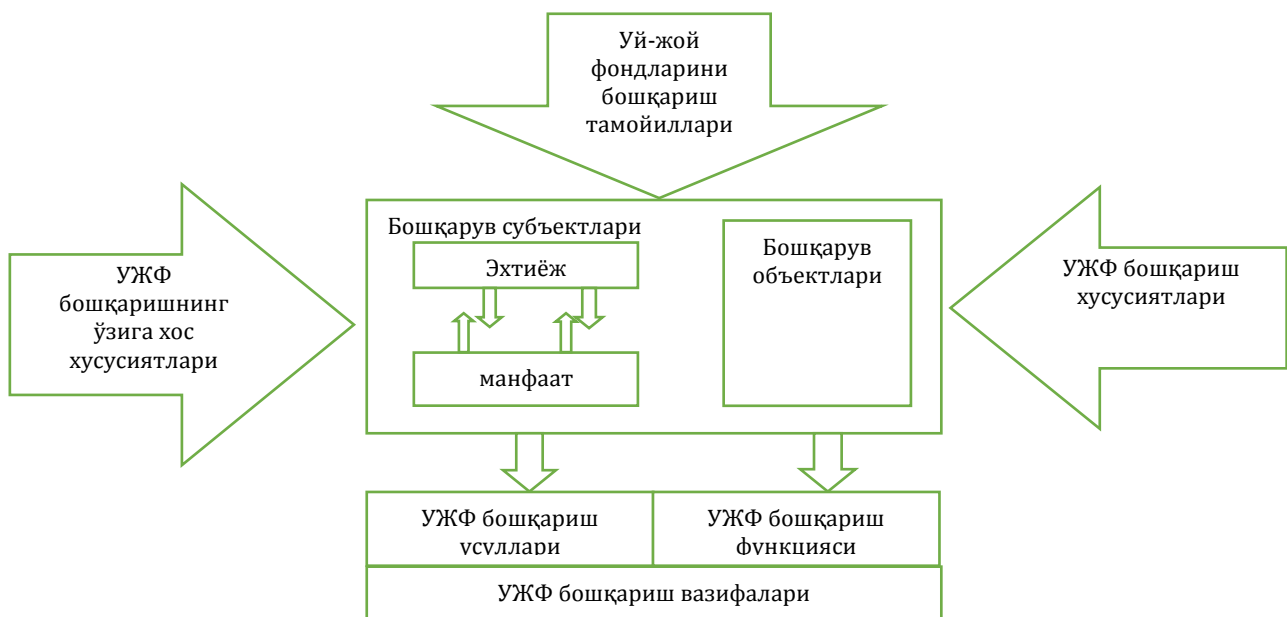 Уй-жой
фондларини
бошқариш
тамойиллари
Бошқарув субъектлари
Эхтиёж
манфаат
Бошқарув
объектлари
УЖФ
бошқаришнинг
ўзига хос
хусусиятлари
УЖФ бошқариш
хусусиятлари
УЖФ бошқариш
усуллари
УЖФ бошқариш
функцияси
УЖФ бошқариш вазифалари